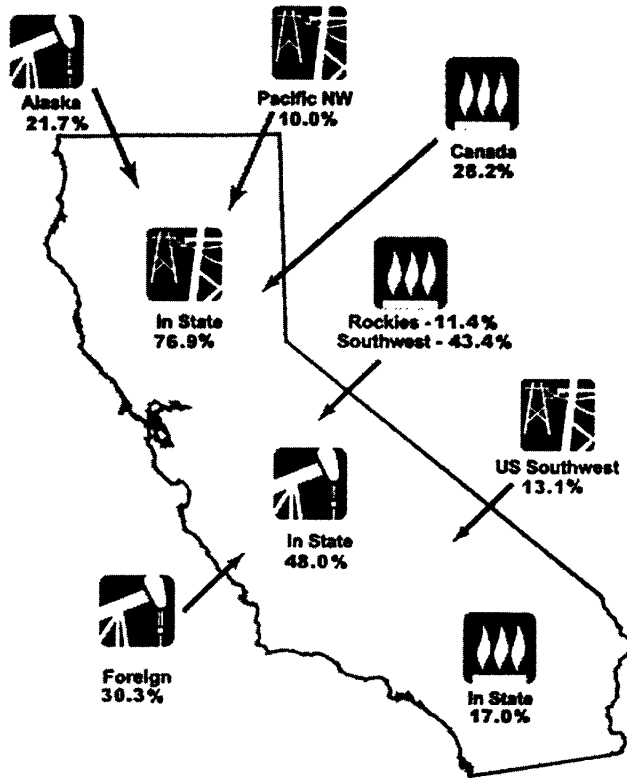 Alaska
21.7%
Pacific NW
10.0%
Canada
28.2%
In State
76.9%
Rockies - 11.4%
Southwest - 43.4%
US Southwest
13.1%
In State
48.0%
Foreign
30.3%
In State
17.0%